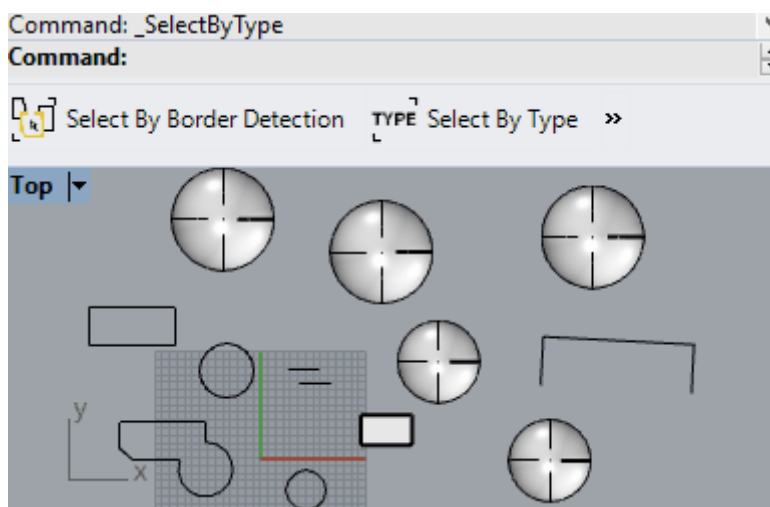 Command: _SelectByType
Command:
Select By Border Detection TYPE Select By Type »
Top
y
x